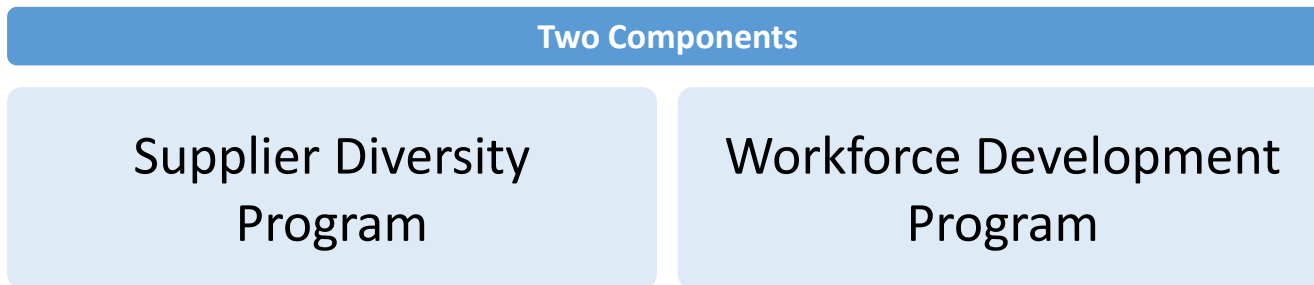 Two Components
Supplier Diversity
Program
Workforce Development
Program